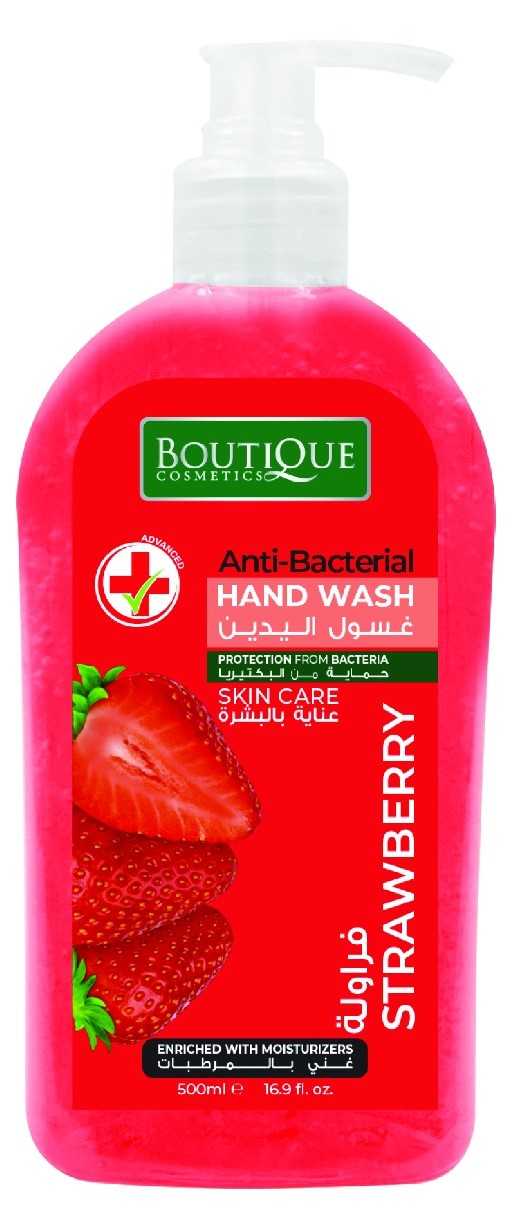 BOUTIQUE
COSMETICS
ADVANCED
Anti-Bacterial
HAND WASH
غسول اليدين
PROTECTION FROM BACTERIA
حماية من البكتيريا
SKIN CARE
عناية بالبشرة
فراولة
STRAWBERRY
ENRICHED WITH MOISTURIZERS
غني بالمرطبات
500ml e 16.9 fl. oz.